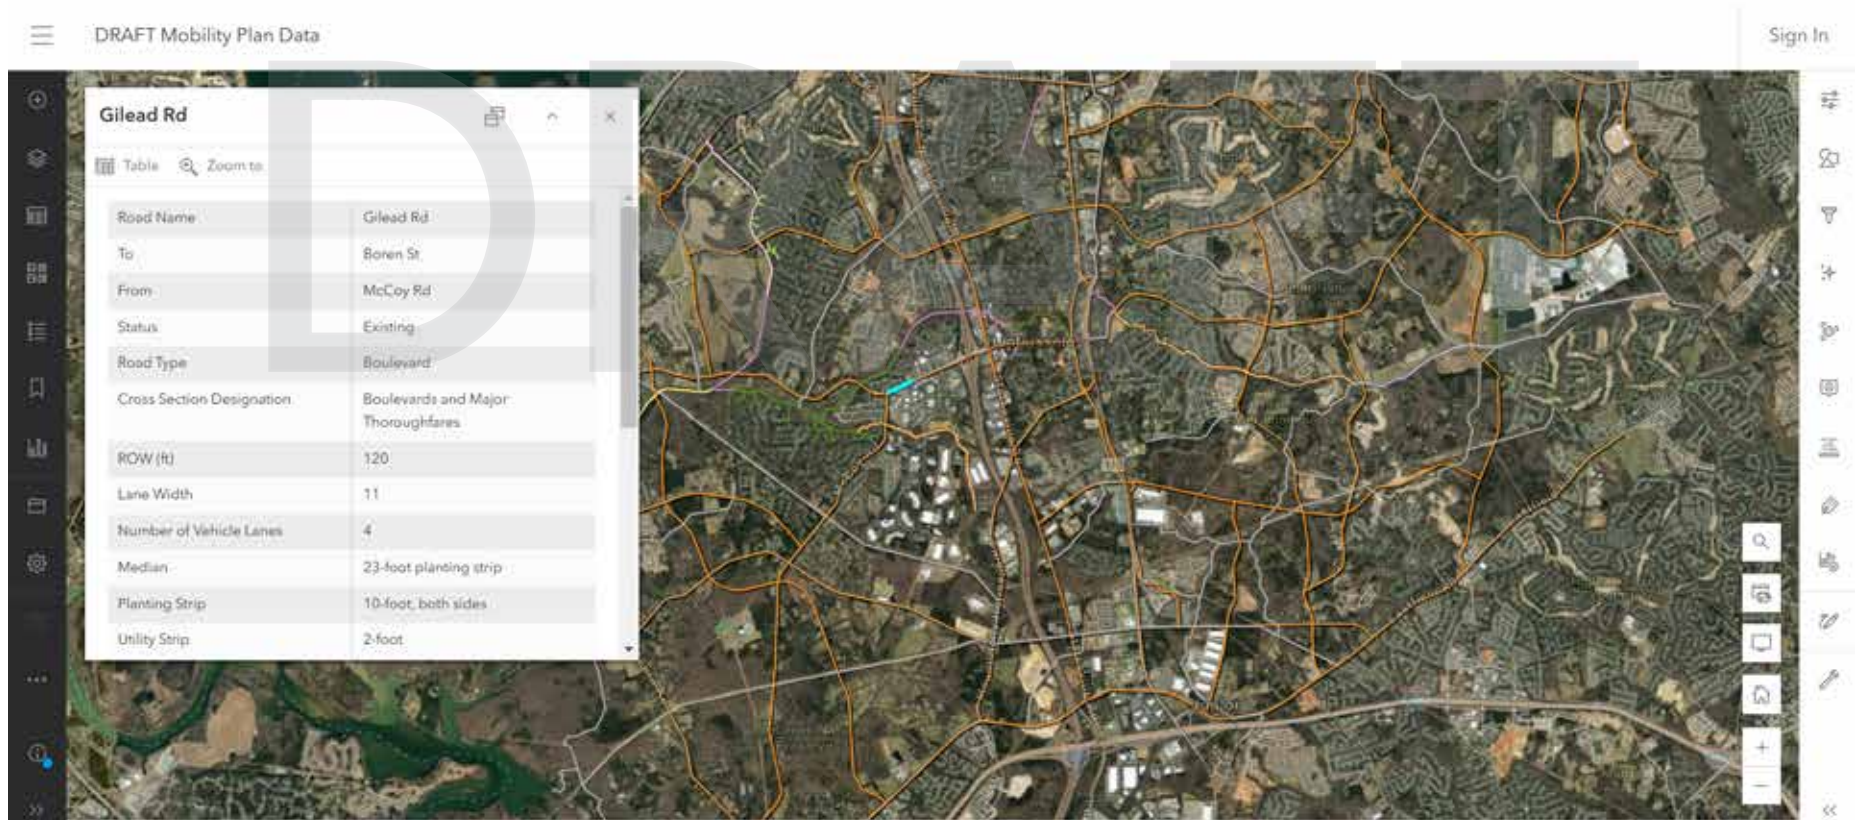 DRAFT Mobility Plan Data
Sign In
DRAFT
Gilead Rd
Table Zoom to
Road Name Gilead Rd
To Boren St
From McCoy Rd
Status Existing
Road Type Boulevard
Cross Section Designation Boulevards and Major
Thoroughfares
ROW (ft) 120
Lane Width 11
Number of Vehicle Lanes 4
Median 23-foot planting strip
Planting Strip 10-foot, both sides
Utility Strip 2-foot